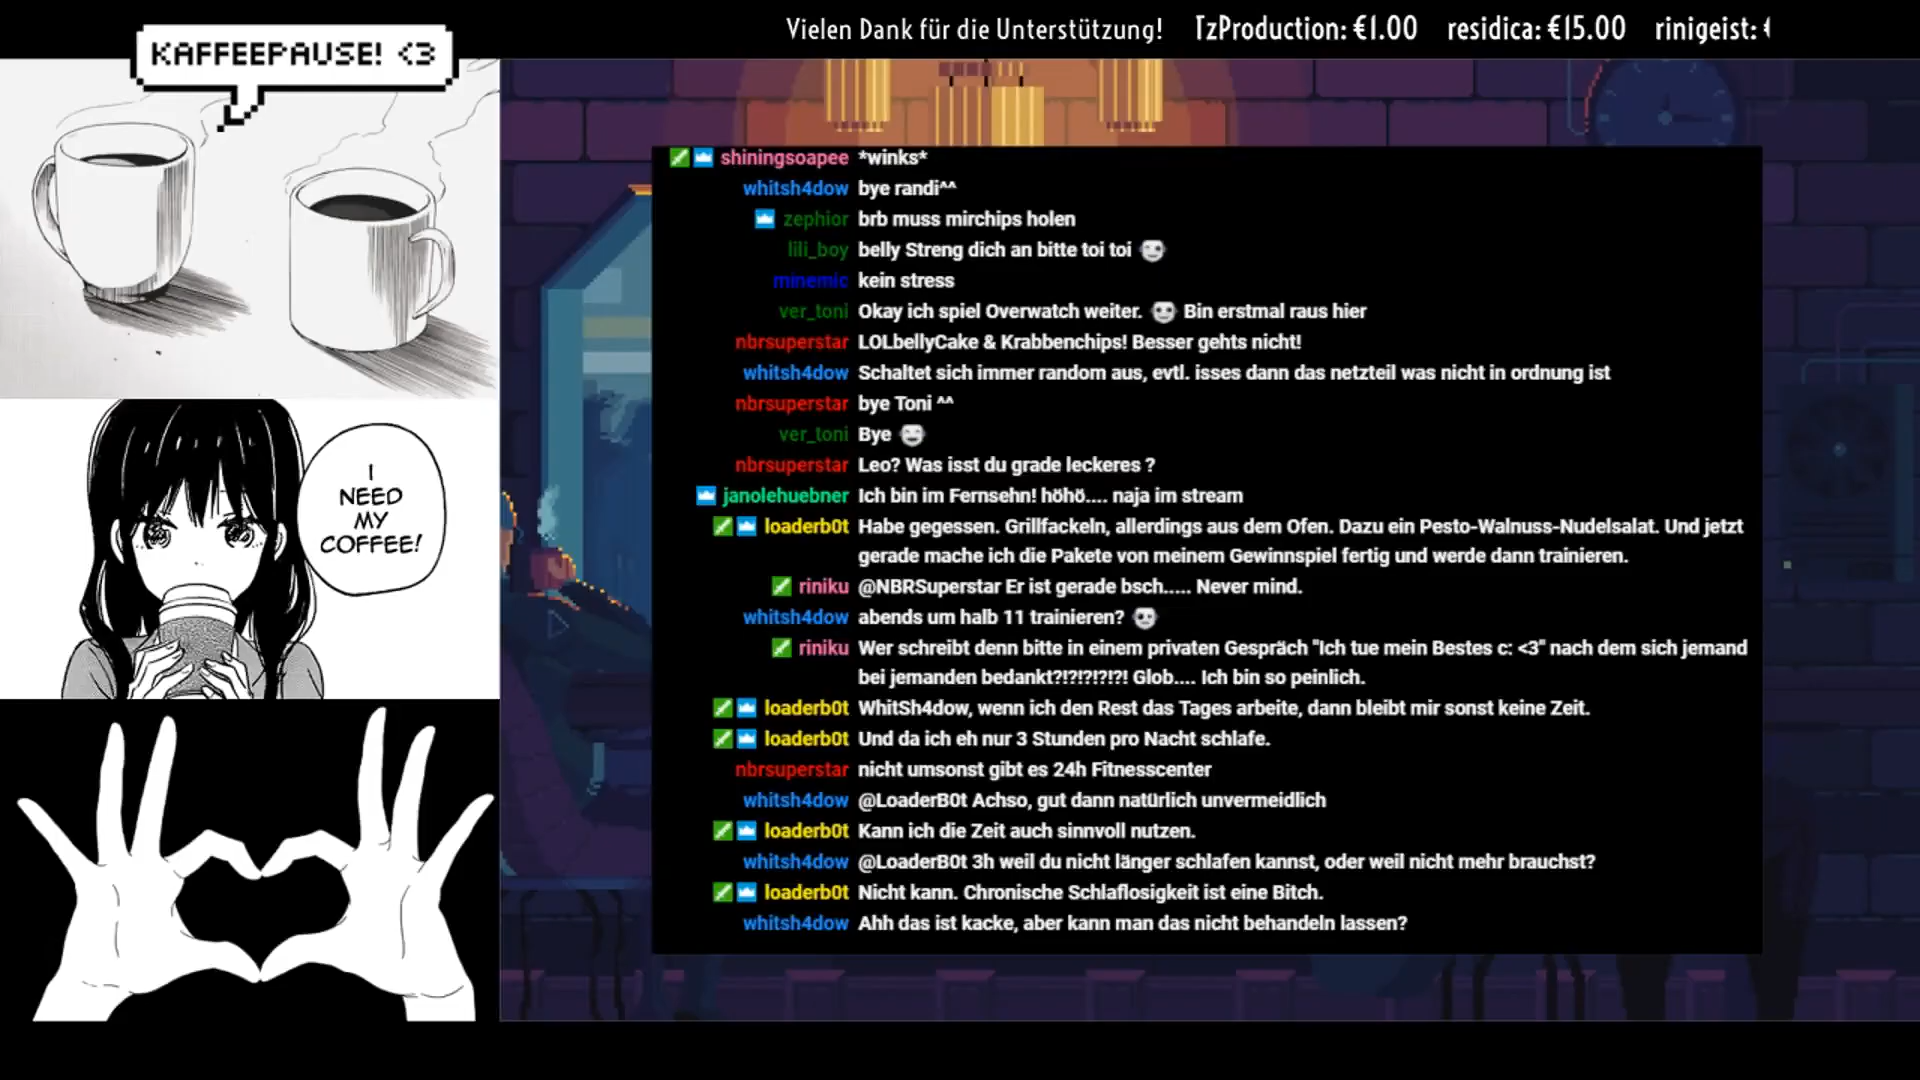 Vielen Dank für die Unterstützung! TzProduction: €1.00 residica: €15.00 rinigeist:
KAFFEEPAUSE! <3
I
NEED
MY
COFFEE!
shiningsoapee *winks*
whitsh4dow bye randi^^
zephior brb muss mirchips holen
lili_boy belly Streng dich an bitte toi toi
minemic kein stress
ver_toni Okay ich spiel Overwatch weiter. Bin erstmal raus hier
nbrsuperstar LOLbellyCake & Krabbenchips! Besser gehts nicht!
whitsh4dow Schaltet sich immer random aus, evtl. isses dann das netzteil was nicht in ordnung ist
nbrsuperstar bye Toni ^^
ver_toni Bye
nbrsuperstar Leo? Was isst du grade leckeres ?
janolehuebner Ich bin im Fernsehn! höhö.... naja im stream
loaderb0t Habe gegessen. Grillfackeln, allerdings aus dem Ofen. Dazu ein Pesto-Walnuss-Nudelsalat. Und jetzt
gerade mache ich die Pakete von meinem Gewinnspiel fertig und werde dann trainieren.
riniku @NBRSuperstar Er ist gerade bsch..... Never mind.
whitsh4dow abends um halb 11 trainieren?
riniku Wer schreibt denn bitte in einem privaten Gespräch "Ich tue mein Bestes c: <3" nach dem sich jemand
bei jemanden bedankt?!?!?!?!?! Glob.... Ich bin so peinlich.
loaderb0t WhitSh4dow, wenn ich den Rest das Tages arbeite, dann bleibt mir sonst keine Zeit.
loaderb0t Und da ich eh nur 3 Stunden pro Nacht schlafe.
nbrsuperstar nicht umsonst gibt es 24h Fitnesscenter
whitsh4dow @LoaderB0t Achso, gut dann natürlich unvermeidlich
loaderb0t Kann ich die Zeit auch sinnvoll nutzen.
whitsh4dow @LoaderB0t 3h weil du nicht länger schlafen kannst, oder weil nicht mehr brauchst?
loaderb0t Nicht kann. Chronische Schlaflosigkeit ist eine Bitch.
whitsh4dow Ahh das ist kacke, aber kann man das nicht behandeln lassen?